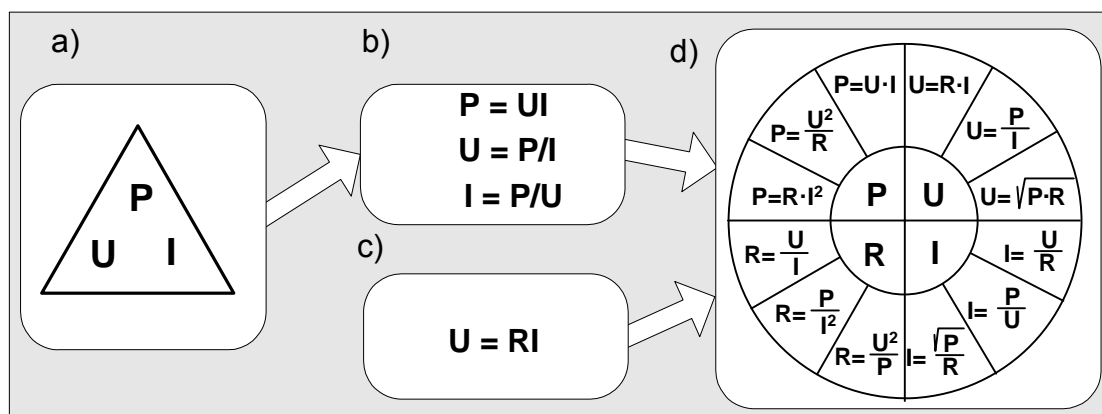 a)
P
U I
b)
P = UI
U = P/I
I = P/U
c)
U = RI
d)
P=U·I
U=R·I
P=U²/R
U=P/I
P=R·I²
U=√P·R
P U
R I
R=U/I
I=U/R
R=P/I²
I=P/U
R=U²/P
I=√P/R